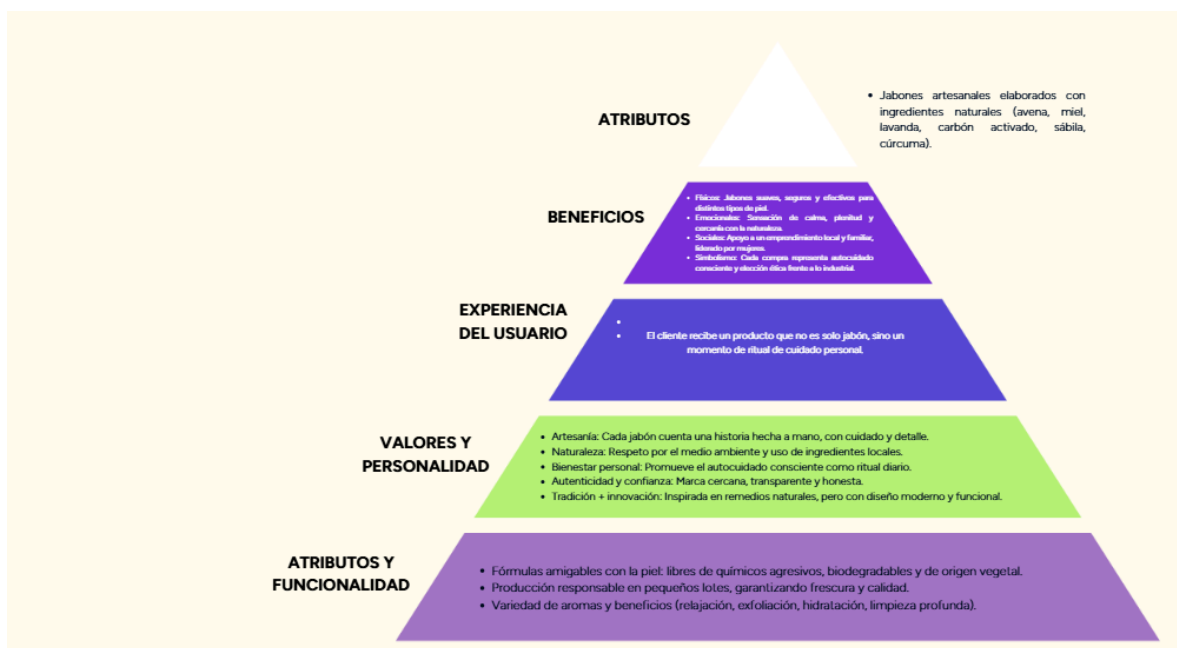 ATRIBUTOS
• Jabones artesanales elaborados con
ingredientes naturales (avena, miel,
lavanda, carbón activado, sábila,
cúrcuma).
BENEFICIOS
• Físicos: Jabones suaves, seguros y efectivos para
distintos tipos de piel.
• Emocionales: Sensación de calma, plenitud y
cercanía con la naturaleza.
• Sociales: Apoyo a un emprendimiento local y familiar,
liderado por mujeres.
• Simbolismo: Cada compra representa autocuidado
consciente y elección ética frente a lo industrial.
EXPERIENCIA
DEL USUARIO
•
• El cliente recibe un producto que no es solo jabón, sino un
momento de ritual de cuidado personal.
VALORES Y
PERSONALIDAD
• Artesanía: Cada jabón cuenta una historia hecha a mano, con cuidado y detalle.
• Naturaleza: Respeto por el medio ambiente y uso de ingredientes locales.
• Bienestar personal: Promueve el autocuidado consciente como ritual diario.
• Autenticidad y confianza: Marca cercana, transparente y honesta.
• Tradición + innovación: Inspirada en remedios naturales, pero con diseño moderno y funcional.
ATRIBUTOS Y
FUNCIONALIDAD
• Fórmulas amigables con la piel: libres de químicos agresivos, biodegradables y de origen vegetal.
• Producción responsable en pequeños lotes, garantizando frescura y calidad.
• Variedad de aromas y beneficios (relajación, exfoliación, hidratación, limpieza profunda).